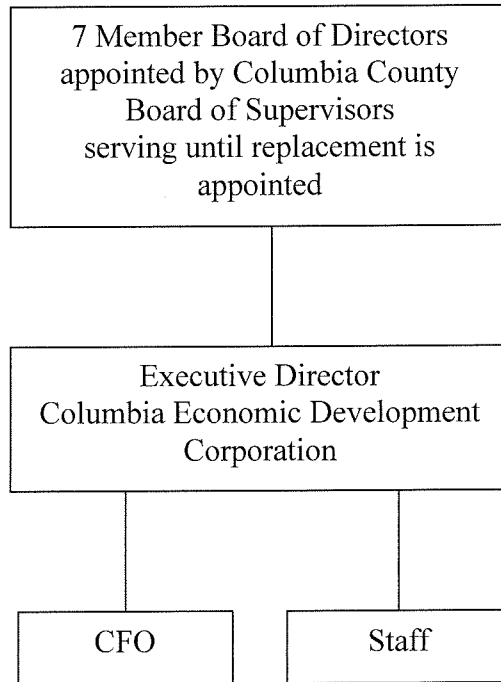 7 Member Board of Directors
appointed by Columbia County
Board of Supervisors
serving until replacement is
appointed
Executive Director
Columbia Economic Development
Corporation
CFO
Staff